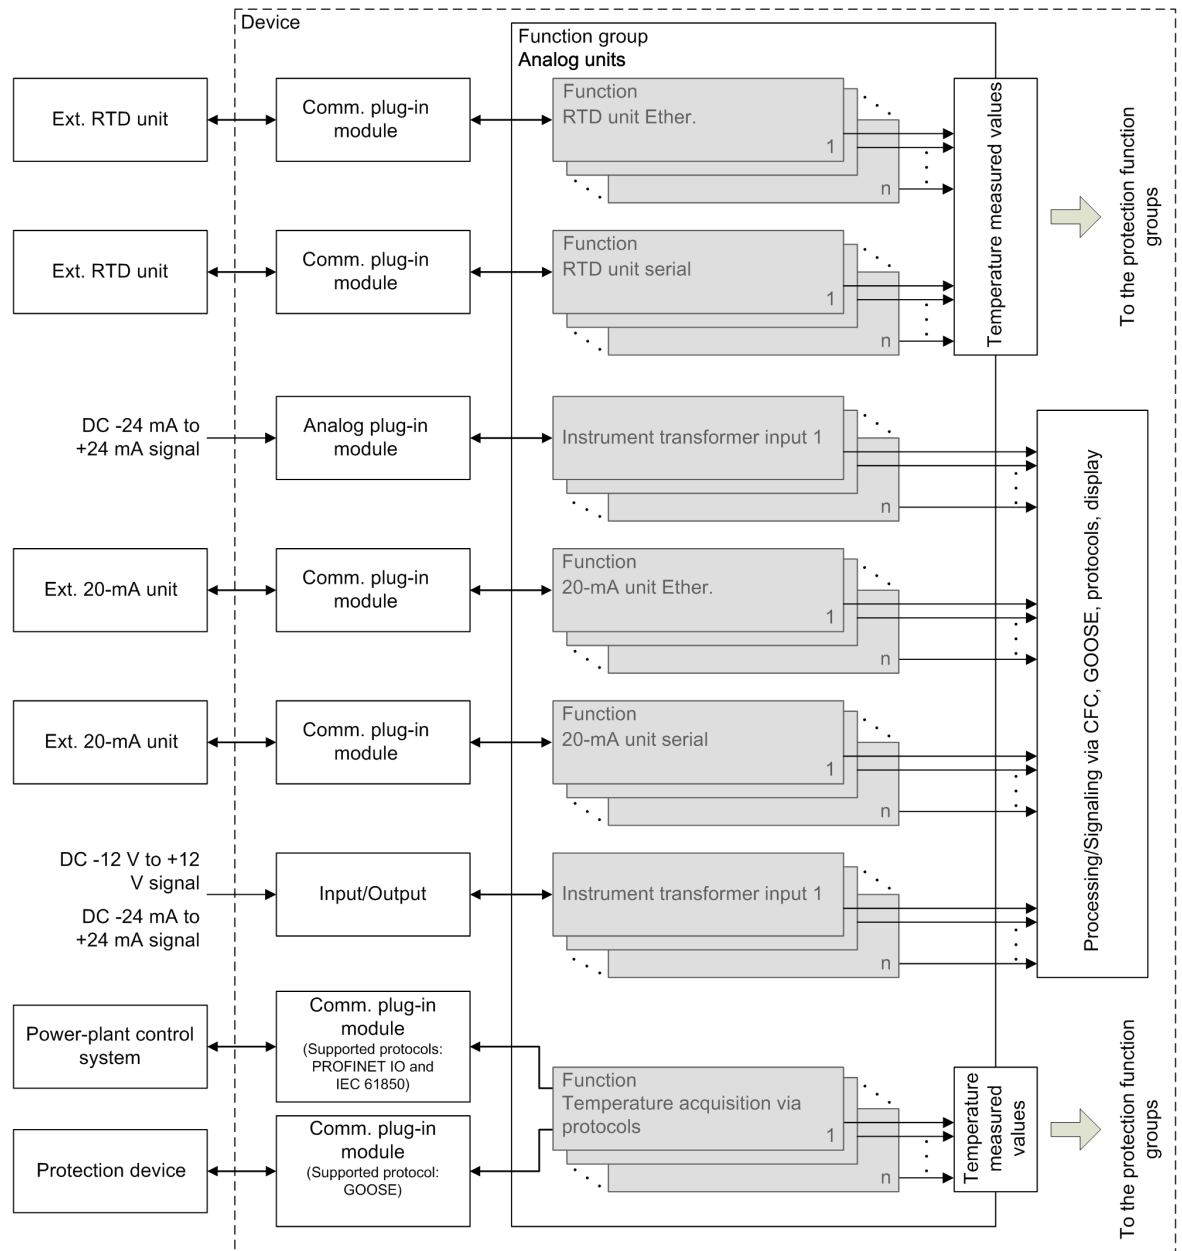 Device
Function group
Analog units
Ext. RTD unit
Comm. plug-in
module
Function
RTD unit Ether.
1
n
Ext. RTD unit
Comm. plug-in
module
Function
RTD unit serial
1
n
Temperature measured values
To the protection function
groups
DC -24 mA to
+24 mA signal
Analog plug-in
module
Instrument transformer input 1
n
Ext. 20-mA unit
Comm. plug-in
module
Function
20-mA unit Ether.
1
n
Ext. 20-mA unit
Comm. plug-in
module
Function
20-mA unit serial
1
n
DC -12 V to +12
V signal
DC -24 mA to
+24 mA signal
Input/Output
Instrument transformer input 1
n
Processing/Signaling via CFC, GOOSE, protocols, display
Power-plant control
system
Comm. plug-in
module
(Supported protocols:
PROFINET IO and
IEC 61850)
Protection device
Comm. plug-in
module
(Supported protocol:
GOOSE)
Function
Temperature acquisition via
protocols
1
n
Temperature
measured
values
To the protection function
groups